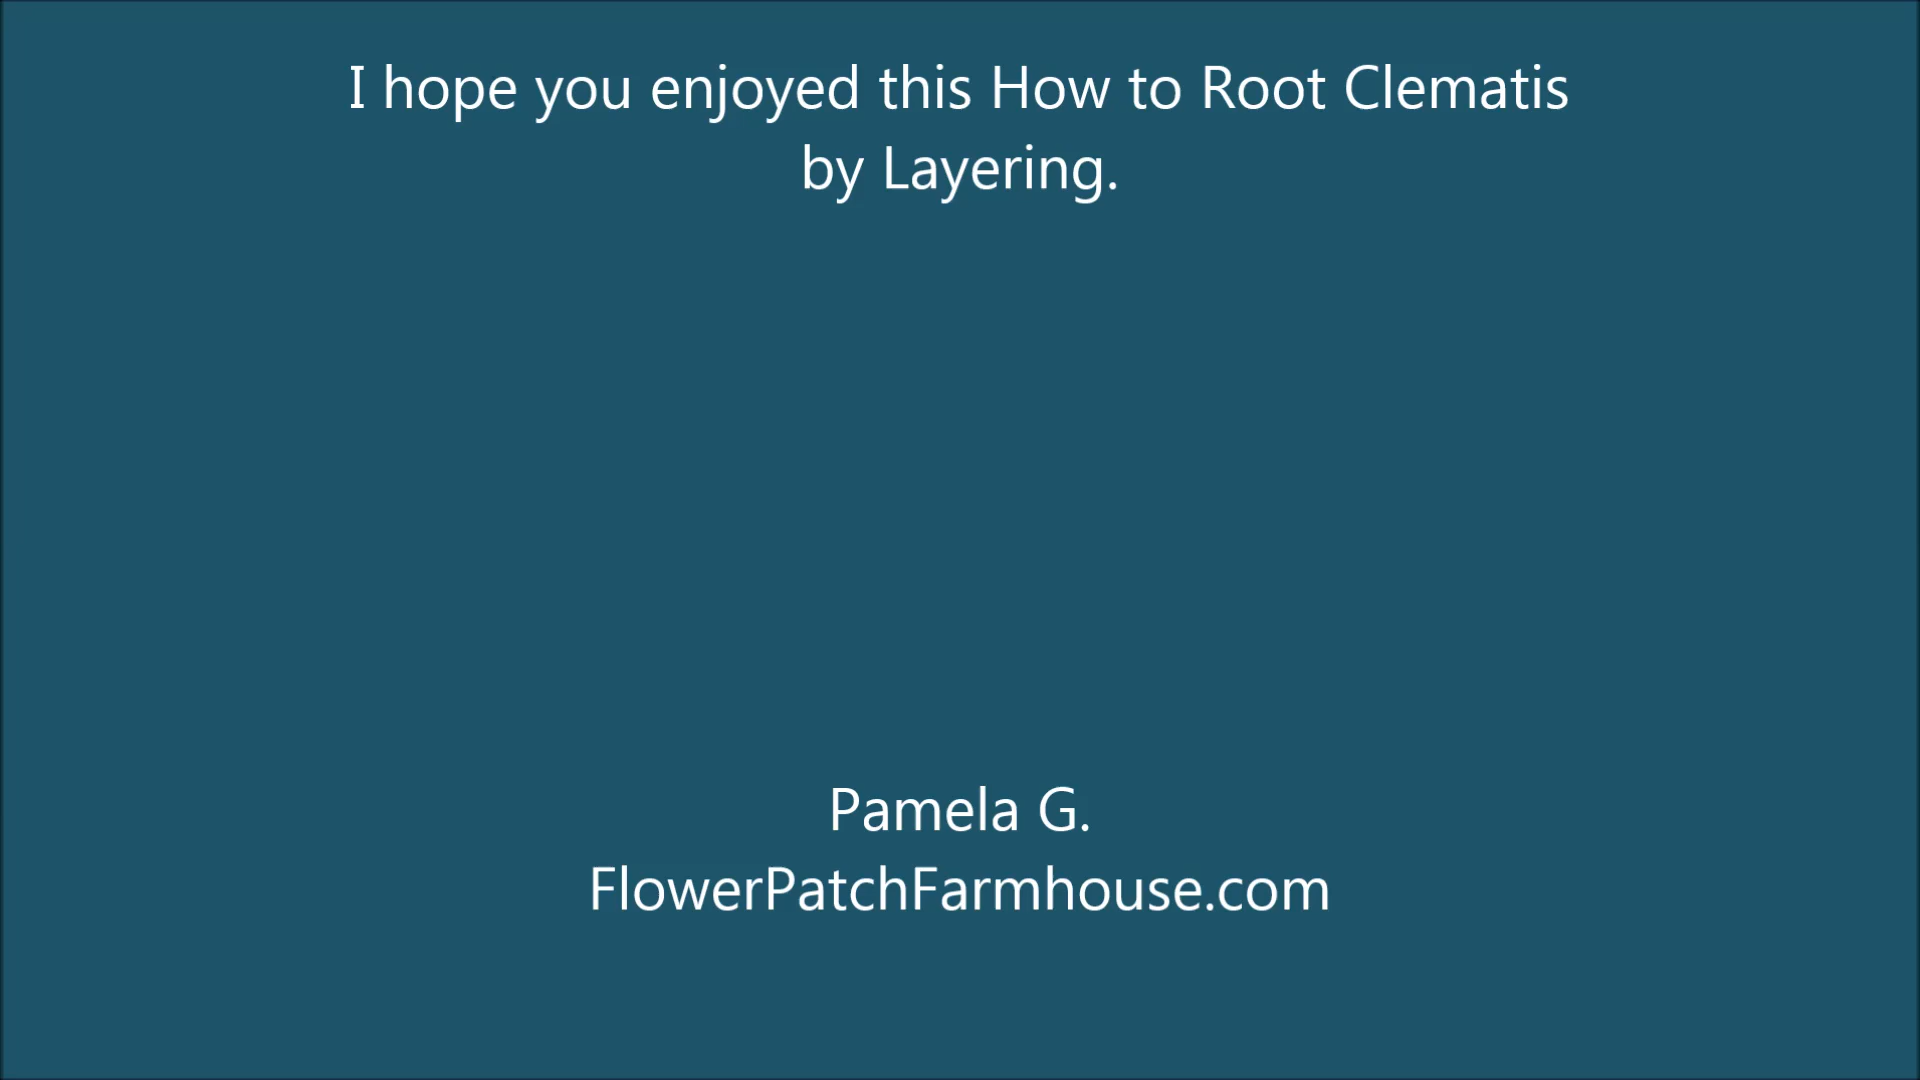 I hope you enjoyed this How to Root Clematis
by Layering.
Pamela G.
FlowerPatchFarmhouse.com